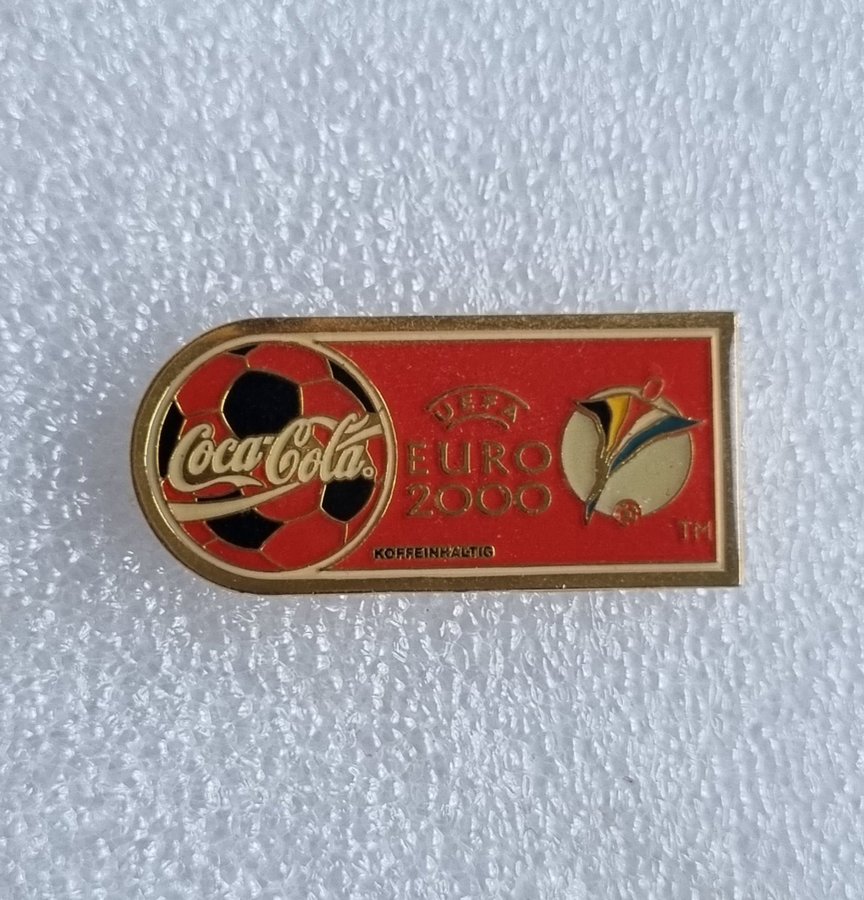 Coca-Cola®
UEFA
EURO
2000
TM
KOFFEINHALTIG